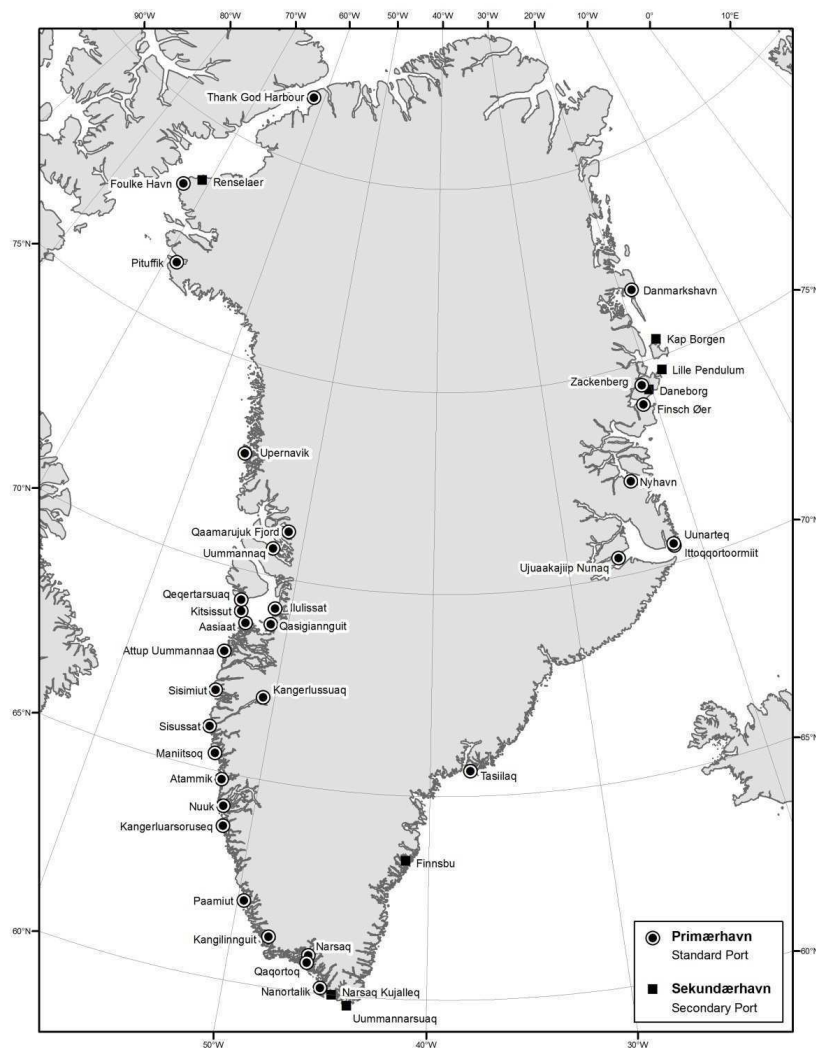 90°W 80°W 70°W 60°W 50°W 40°W 30°W 20°W 10°W 0° 10°E
Thank God Harbour
Foulke Havn
Renselaer
75°N
Pituffik
Danmarkshavn
75°N
Kap Borgen
Lille Pendulum
Zackenberg
Daneborg
Finsch Øer
Upernavik
Nyhavn
70°N
70°N
Qaamarujuk Fjord
Uummannaq
Uunarteq
Ittoqqortoormiit
Ujuaakajiip Nunaq
Qeqertarsuaq
Kitsissut
Ilulissat
Aasiaat
Qasigiannguit
Attup Uummannaa
Sisimiut
Kangerlussuaq
65°N
Sisussat
65°N
Maniitsoq
Tasiilaq
Atammik
Nuuk
Kangerluarsoruseq
Finnsbu
Paamiut
60°N
Kangilinnguit
Narsaq
60°N
Qaqortoq
Nanortalik
Narsaq Kujalleq
Uummannarsuaq
Primærhavn
Standard Port
Sekundærhavn
Secondary Port
50°W 40°W 30°W